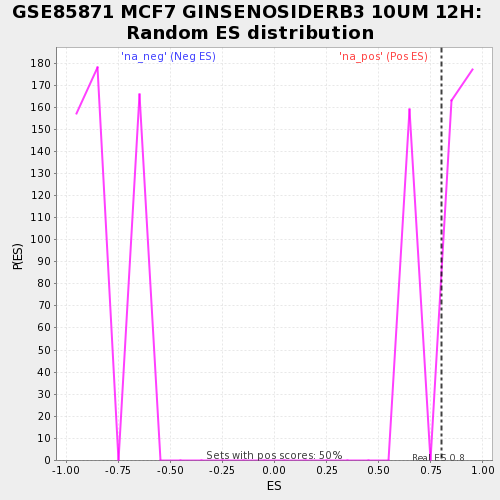 GSE85871 MCF7 GINSENOSIDERB3 10UM 12H:
Random ES distribution
'na_neg' (Neg ES)
'na_pos' (Pos ES)
180
170
160
150
140
130
120
110
100
90
80
70
60
50
40
30
20
10
0
P(ES)
Sets with pos scores: 50%
Real ES 0.8
-1.00 -0.75 -0.50 -0.25 0.00 0.25 0.50 0.75 1.00
ES